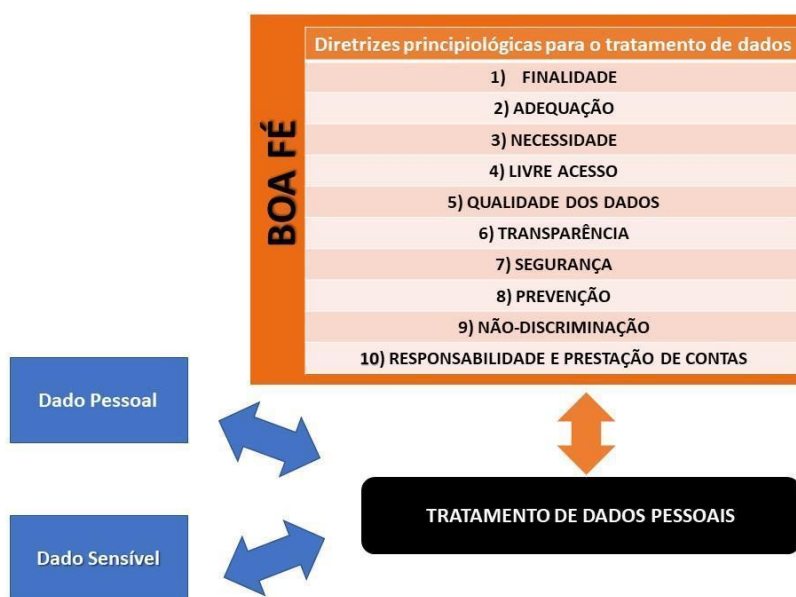 Diretrizes principiológicas para o tratamento de dados
BOA FÉ
1) FINALIDADE
2) ADEQUAÇÃO
3) NECESSIDADE
4) LIVRE ACESSO
5) QUALIDADE DOS DADOS
6) TRANSPARÊNCIA
7) SEGURANÇA
8) PREVENÇÃO
9) NÃO-DISCRIMINAÇÃO
10) RESPONSABILIDADE E PRESTAÇÃO DE CONTAS
Dado Pessoal
TRATAMENTO DE DADOS PESSOAIS
Dado Sensível